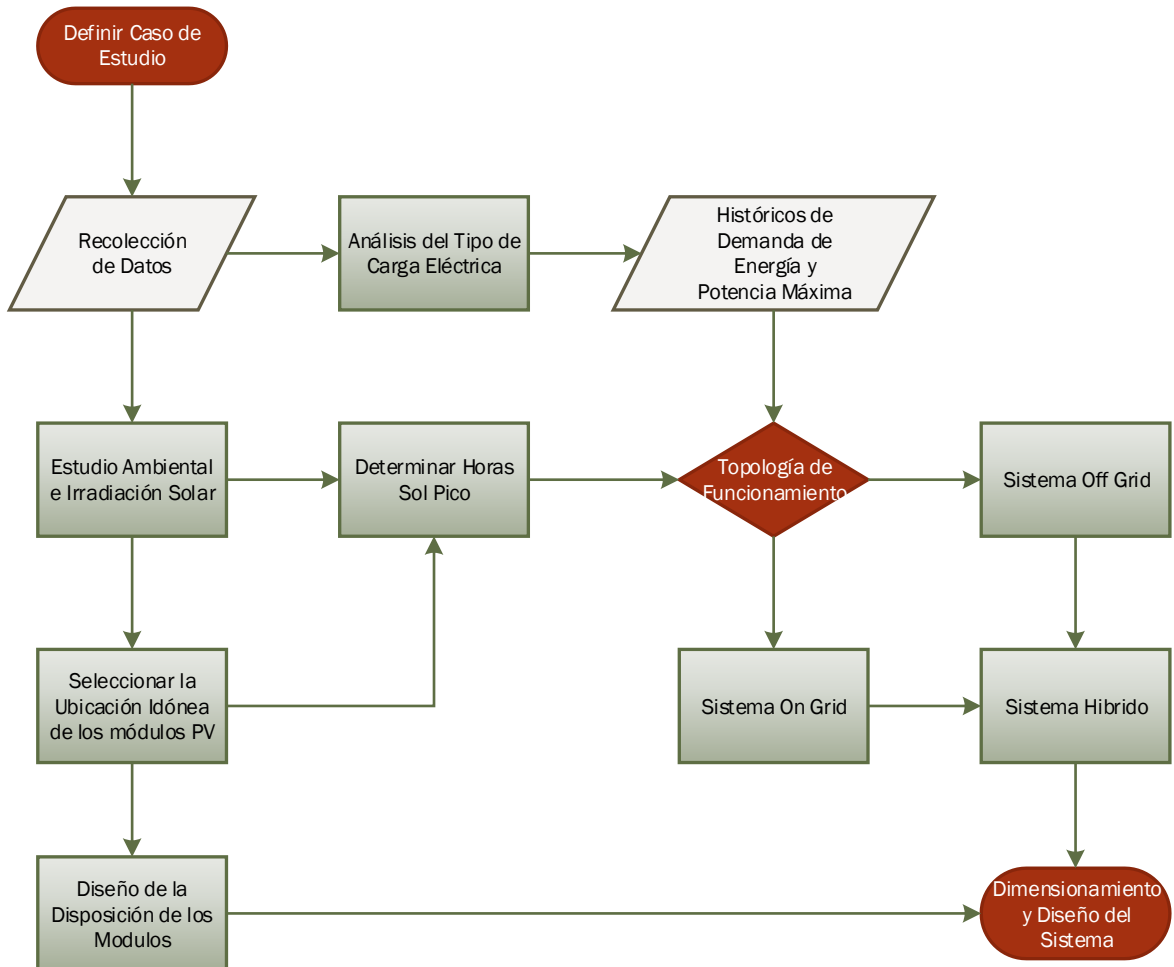 Definir Caso de
Estudio
Recolección
de Datos
Análisis del Tipo de
Carga Eléctrica
Históricos de
Demanda de
Energía y
Potencia Máxima
Estudio Ambiental
e Irradiación Solar
Determinar Horas
Sol Pico
Topología de
Funcionamiento
Sistema Off Grid
Seleccionar la
Ubicación Idónea
de los módulos PV
Sistema On Grid
Sistema Hibrido
Diseño de la
Disposición de los
Modulos
Dimensionamiento
y Diseño del
Sistema